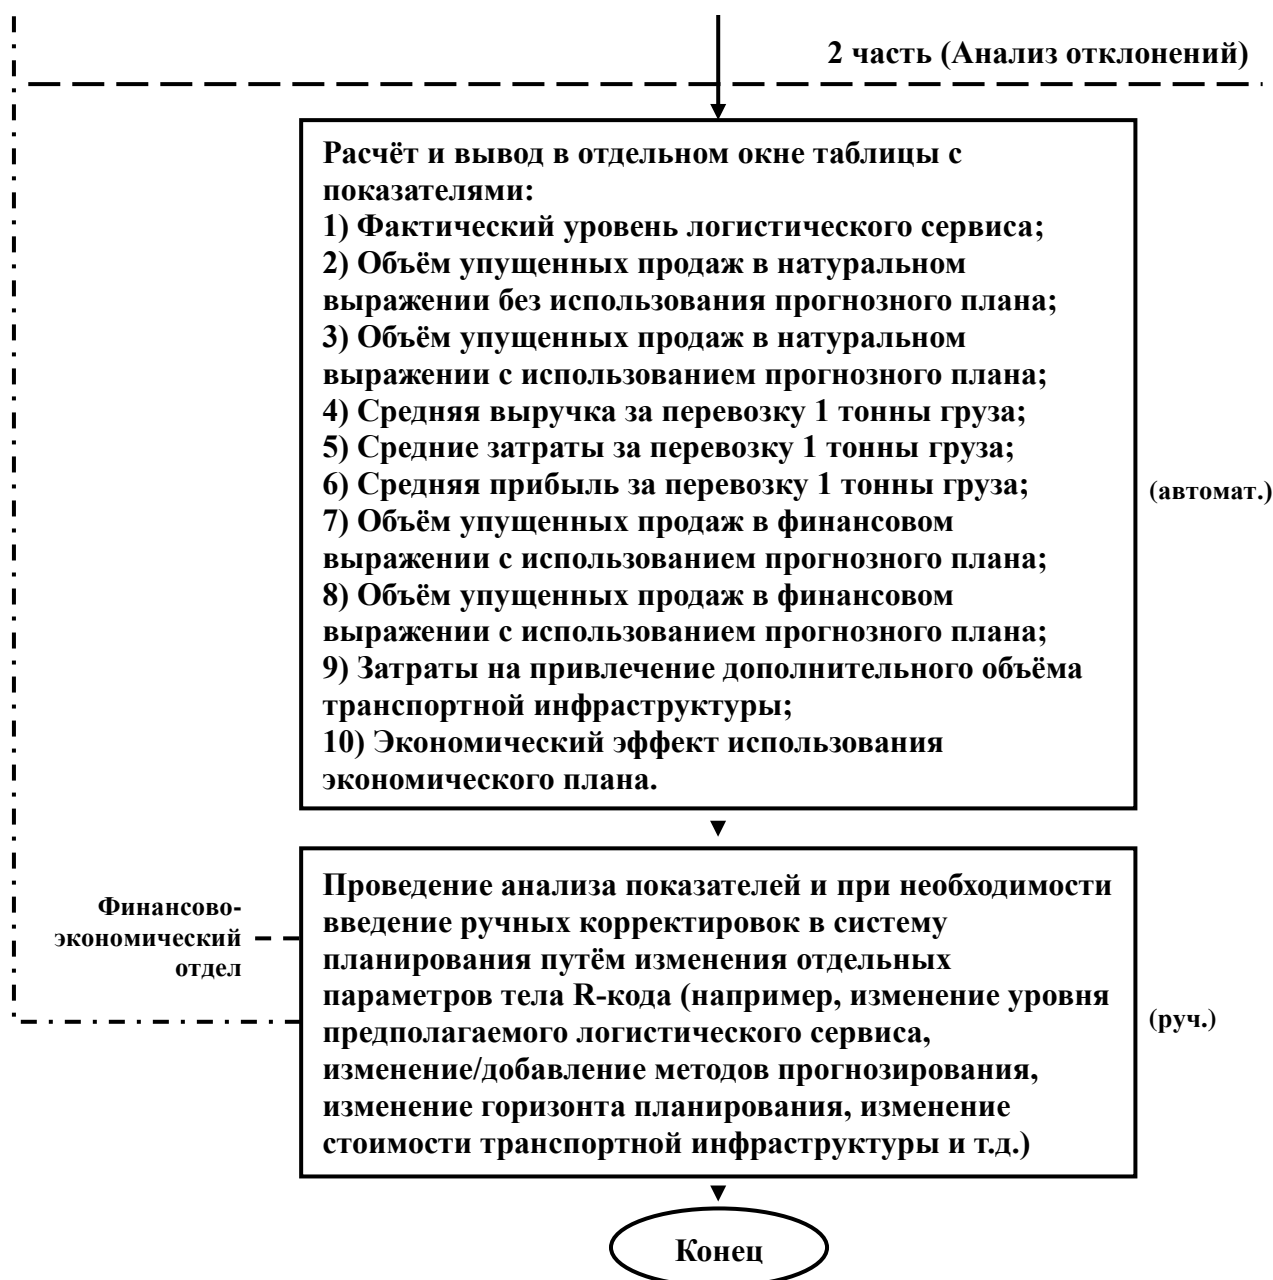 2 часть (Анализ отклонений)
Расчёт и вывод в отдельном окне таблицы с
показателями:
1) Фактический уровень логистического сервиса;
2) Объём упущенных продаж в натуральном
выражении без использования прогнозного плана;
3) Объём упущенных продаж в натуральном
выражении с использованием прогнозного плана;
4) Средняя выручка за перевозку 1 тонны груза;
5) Средние затраты за перевозку 1 тонны груза;
6) Средняя прибыль за перевозку 1 тонны груза;
7) Объём упущенных продаж в финансовом
выражении с использованием прогнозного плана;
8) Объём упущенных продаж в финансовом
выражении с использованием прогнозного плана;
9) Затраты на привлечение дополнительного объёма
транспортной инфраструктуры;
10) Экономический эффект использования
экономического плана.
(автомат.)
Финансово-
экономический
отдел
Проведение анализа показателей и при необходимости
введение ручных корректировок в систему
планирования путём изменения отдельных
параметров тела R-кода (например, изменение уровня
предполагаемого логистического сервиса,
изменение/добавление методов прогнозирования,
изменение горизонта планирования, изменение
стоимости транспортной инфраструктуры и т.д.)
(руч.)
Конец